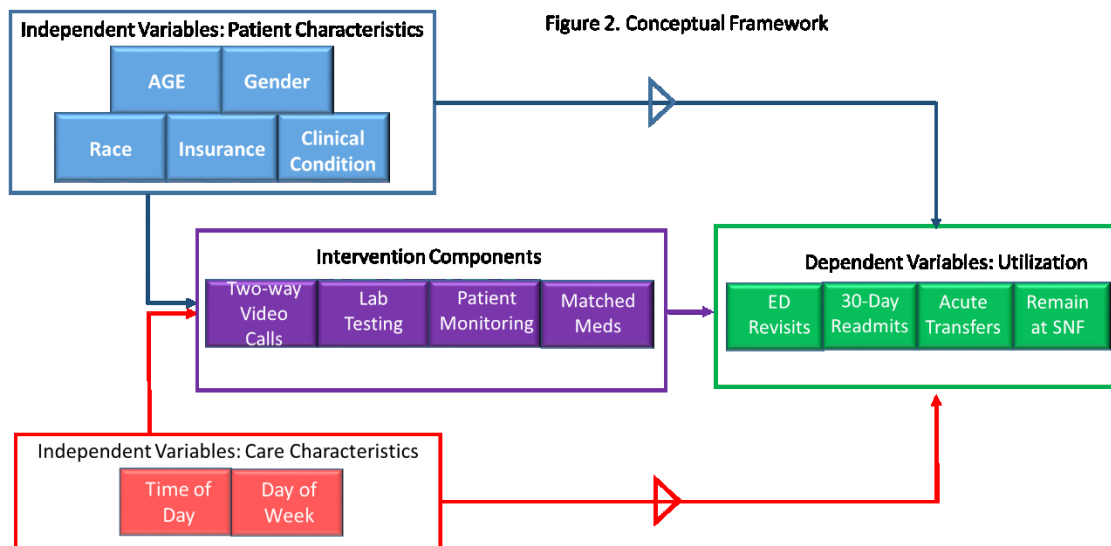 Figure 2. Conceptual Framework
Independent Variables: Patient Characteristics
AGE
Gender
Race
Insurance
Clinical
Condition
Intervention Components
Two-way
Video
Calls
Lab
Testing
Patient
Monitoring
Matched
Meds
Dependent Variables: Utilization
ED
Revisits
30-Day
Readmits
Acute
Transfers
Remain
at SNF
Independent Variables: Care Characteristics
Time of
Day
Day of
Week